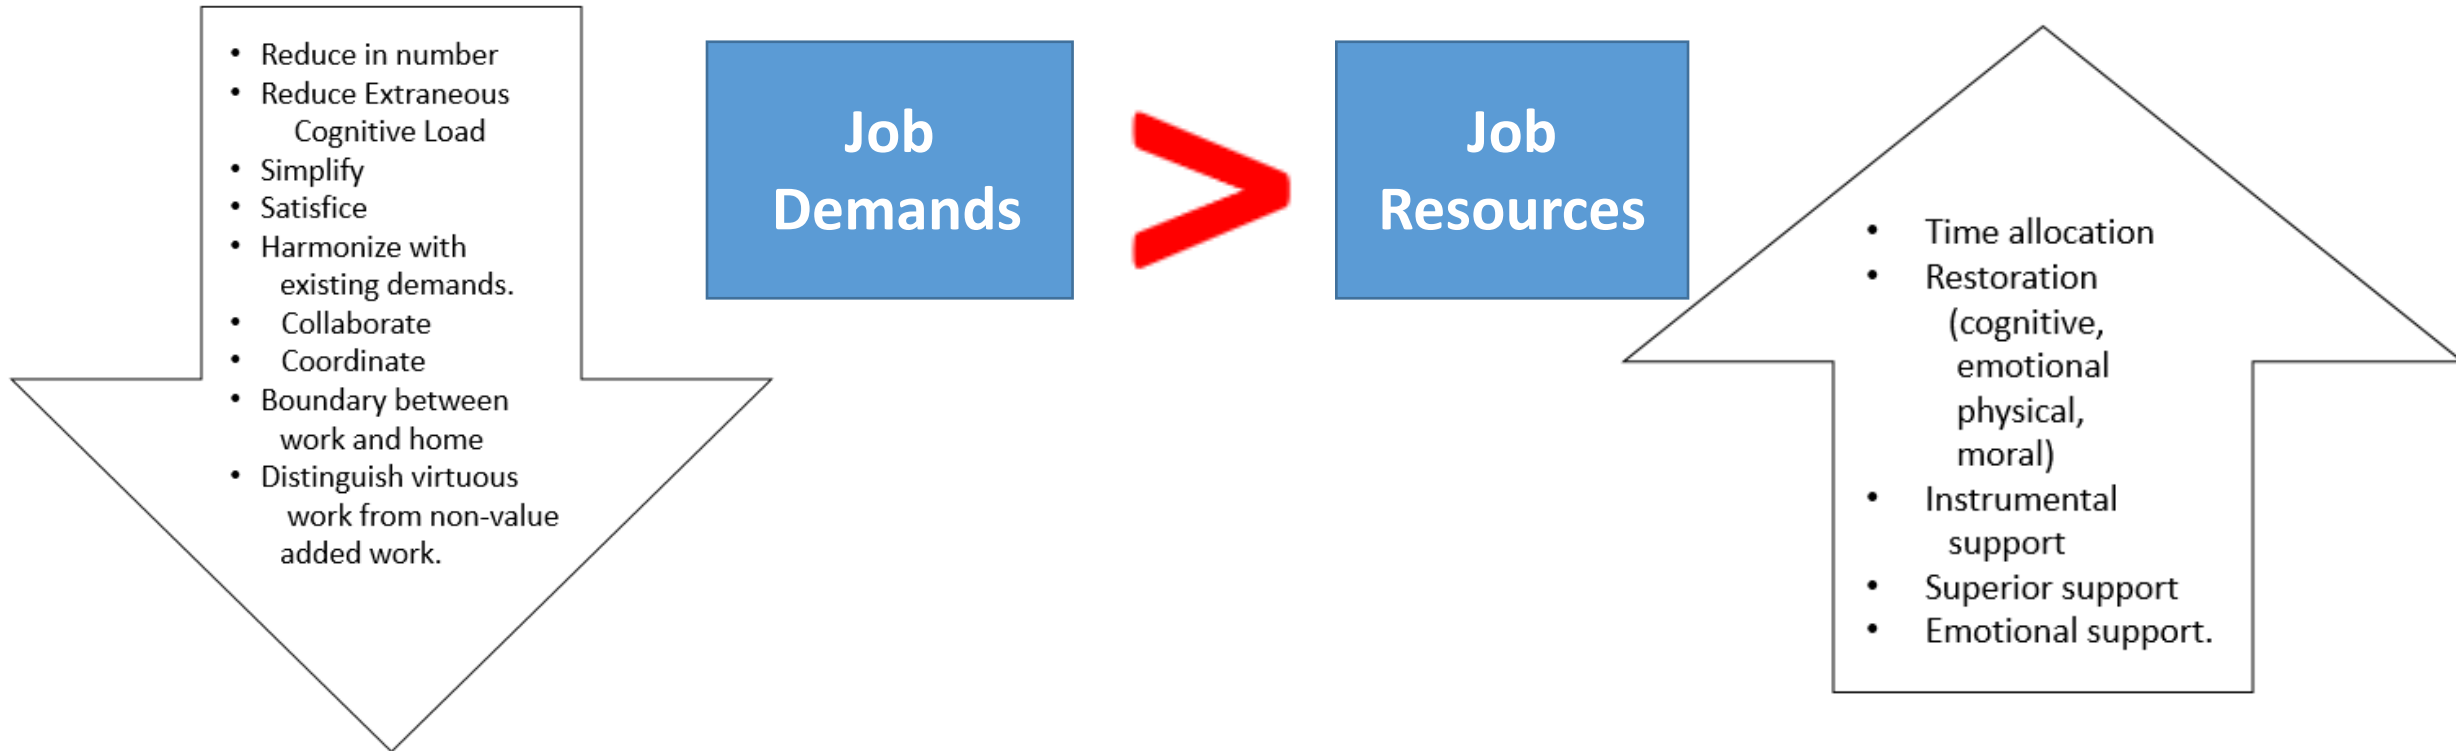 • Reduce in number
• Reduce Extraneous
Cognitive Load
• Simplify
• Satisfice
• Harmonize with
existing demands.
• Collaborate
• Coordinate
• Boundary between
work and home
• Distinguish virtuous
work from non-value
added work.
Job
Demands
>
Job
Resources
• Time allocation
• Restoration
(cognitive,
emotional
physical,
moral)
• Instrumental
support
• Superior support
• Emotional support.